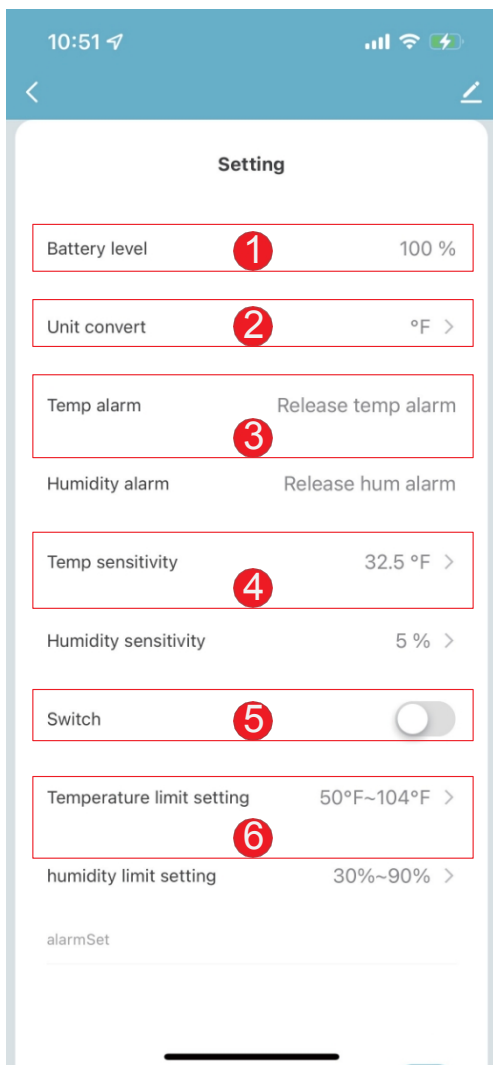 10:51
Setting
Battery level 1 100 %
Unit convert 2 °F >
Temp alarm Release temp alarm
3
Humidity alarm Release hum alarm
Temp sensitivity 32.5 °F >
4
Humidity sensitivity 5 % >
Switch 5
Temperature limit setting 50°F~104°F >
6
humidity limit setting 30%~90% >
alarmSet